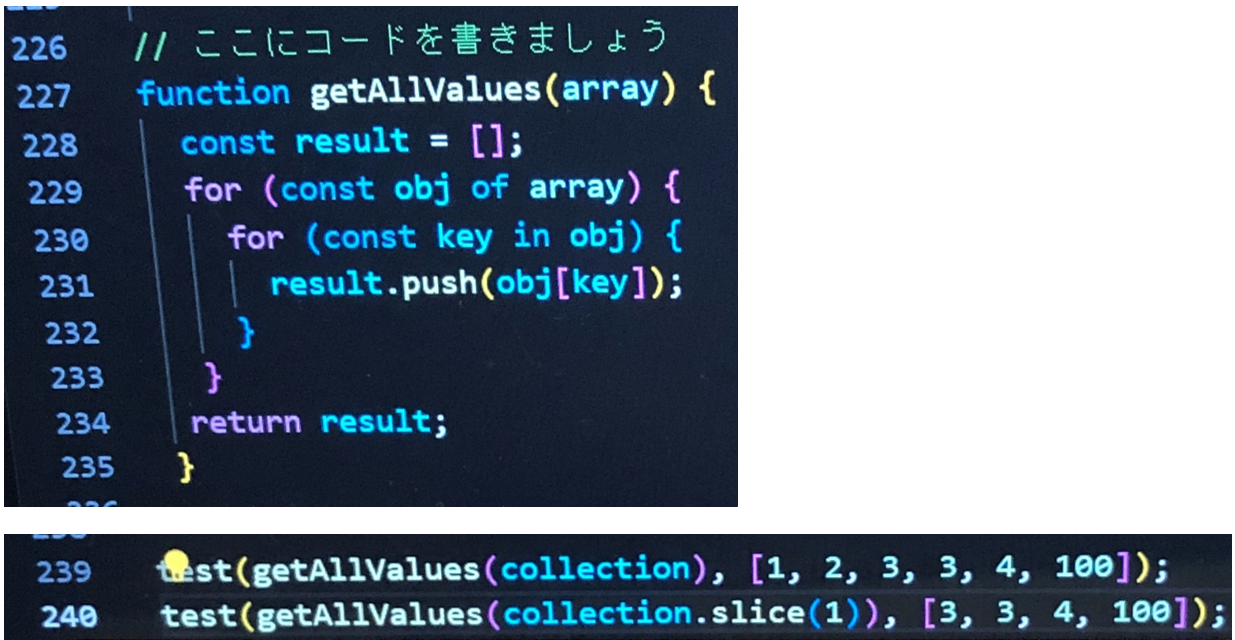 226 // ここにコードを書きましょう
227 function getAllValues(array) {
228 const result = [];
229 for (const obj of array) {
230 for (const key in obj) {
231 result.push(obj[key]);
232 }
233 }
234 return result;
235 }
239 test(getAllValues(collection), [1, 2, 3, 3, 4, 100]);
240 test(getAllValues(collection.slice(1)), [3, 3, 4, 100]);